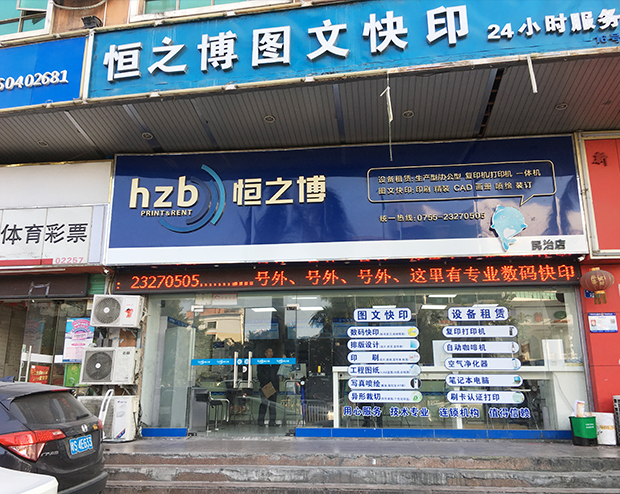 恒之博图文快印 24小时服务
60402681
hzb
PRINT&RENT
恒之博
设备租赁:生产型/办公型 复印机/打印机 一体机
图文快印:印刷 精装 CAD 画册 喷绘 装订
统一热线:0755-23270505
民治店
体育彩票
02257
: 23270505........ 号外、号外、号外、这里有专业数码快印
图文快印
数码快印
排版设计
印 刷
工程图纸
写真喷绘
异形裁切
设备租赁
复印打印机
自动咖啡机
空气净化器
笔记本电脑
刷卡认证打印
用心服务 技术专业 连锁机构 值得信赖